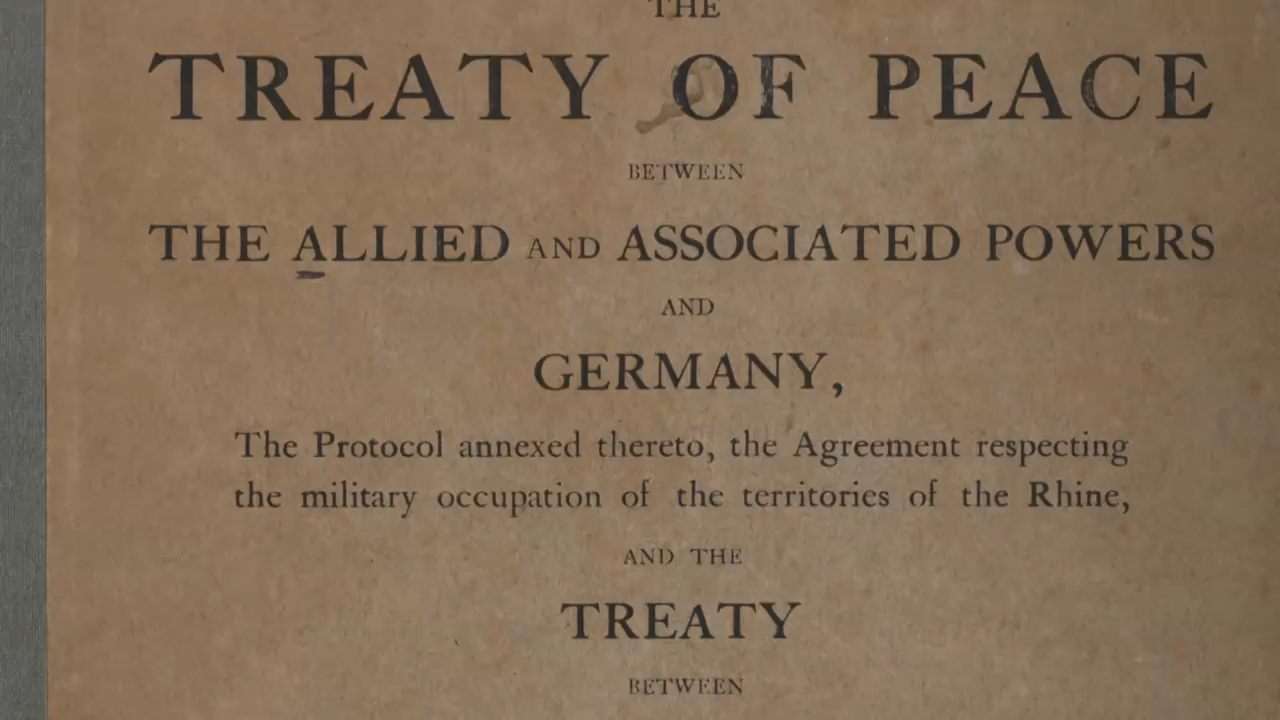 THE
TREATY OF PEACE
BETWEEN
THE ALLIED AND ASSOCIATED POWERS
AND
GERMANY,
The Protocol annexed thereto, the Agreement respecting
the military occupation of the territories of the Rhine,
AND THE
TREATY
BETWEEN